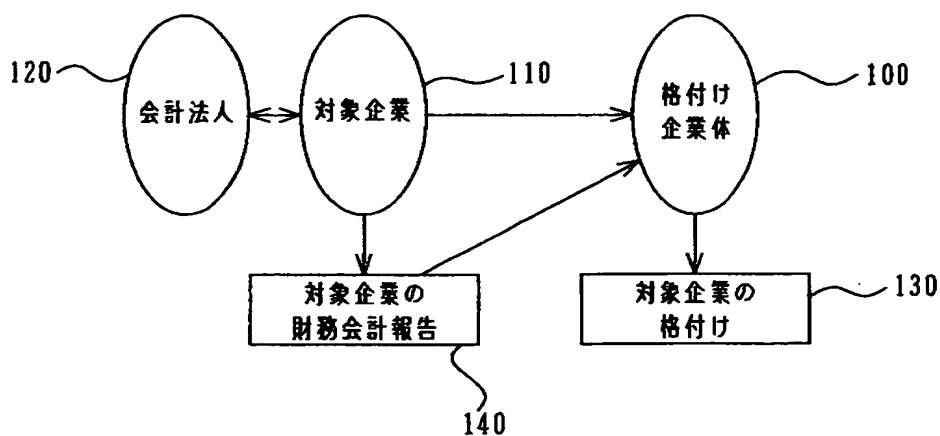 120
会計法人
対象企業
110
格付け
企業体
100
対象企業の
財務会計報告
140
対象企業の
格付け
130